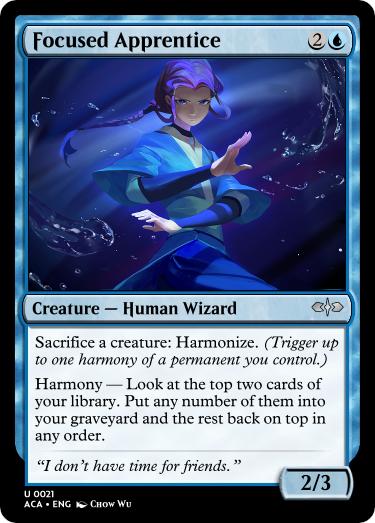 Focused Apprentice 2
Creature — Human Wizard
Sacrifice a creature: Harmonize. (Trigger up
to one harmony of a permanent you control.)
Harmony — Look at the top two cards of
your library. Put any number of them into
your graveyard and the rest back on top in
any order.
“I don’t have time for friends.”
2/3
U 0021
ACA • ENG Chow Wu